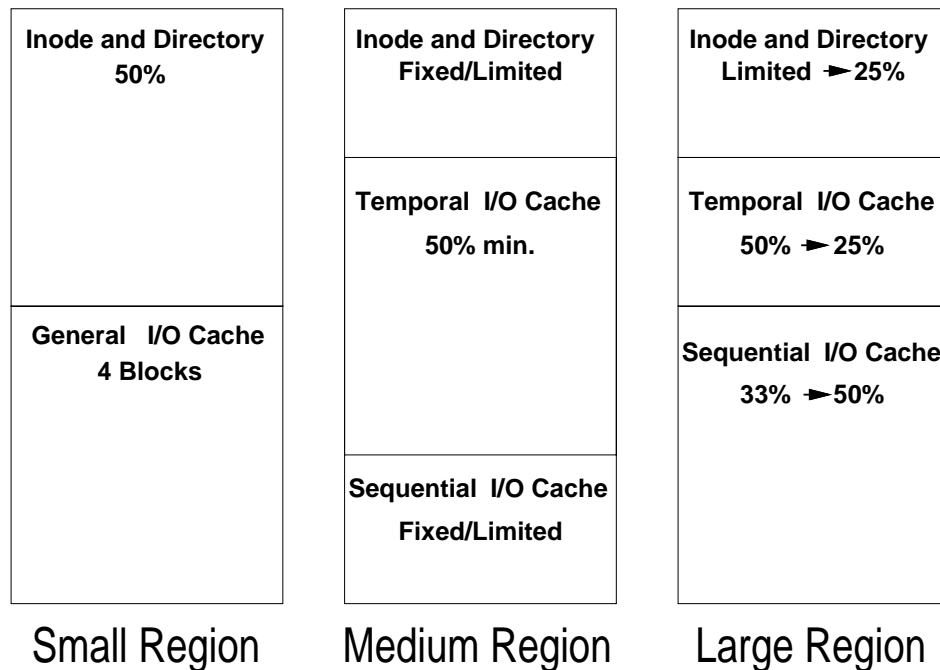 Inode and Directory
50%
General I/O Cache
4 Blocks
Small Region
Inode and Directory
Fixed/Limited
Temporal I/O Cache
50% min.
Sequential I/O Cache
Fixed/Limited
Medium Region
Inode and Directory
Limited → 25%
Temporal I/O Cache
50% → 25%
Sequential I/O Cache
33% → 50%
Large Region